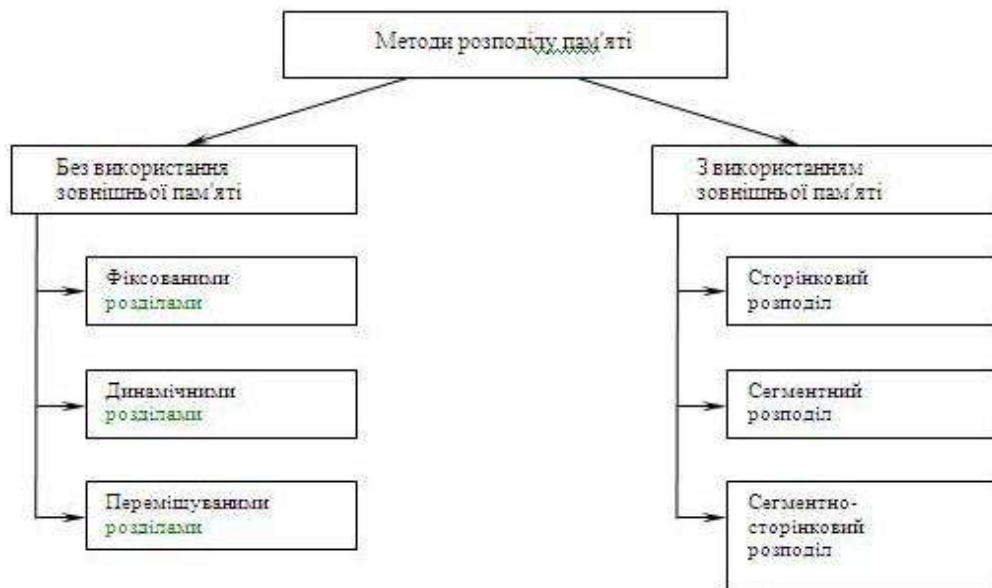 Методи розподілу пам'яті
Без використання
зовнішньої пам'яті
Фіксованими
розділами
Динамічними
розділами
Переміщуваними
розділами
З використанням
зовнішньої пам'яті
Сторінковий
розподіл
Сегментний
розподіл
Сегментно-
сторінковий
розподіл